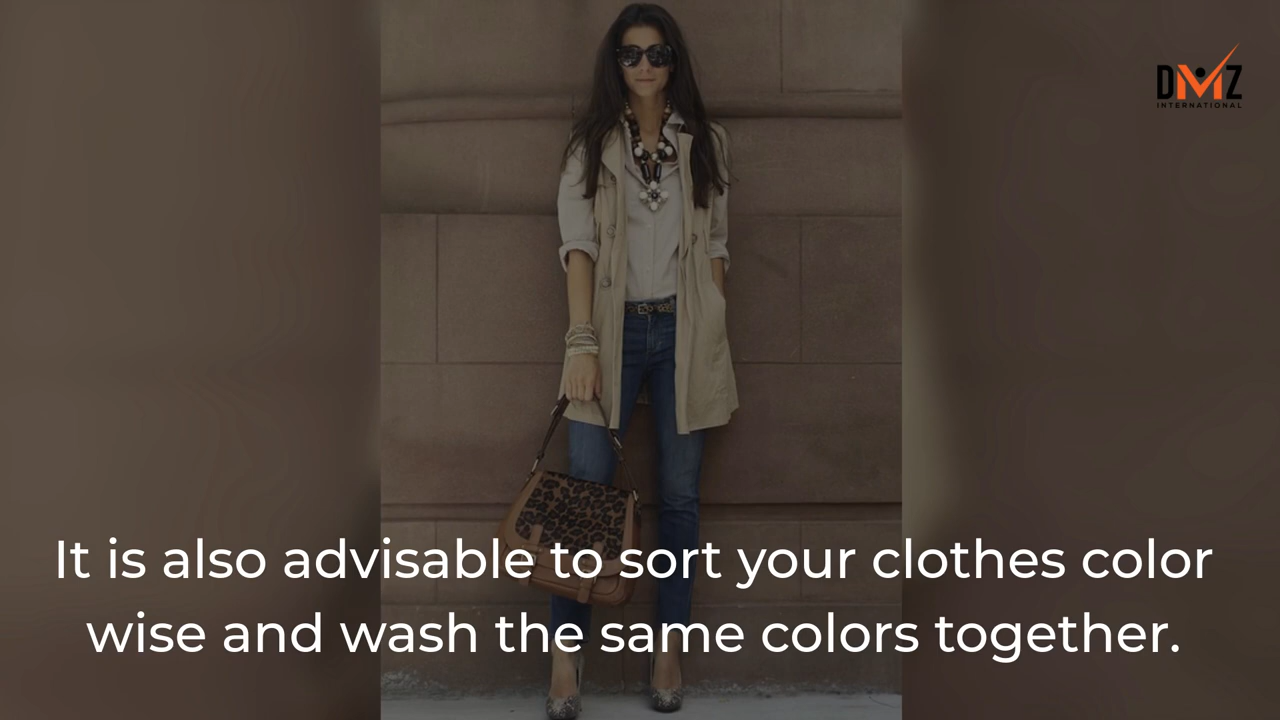 DMZ
INTERNATIONAL
It is also advisable to sort your clothes color
wise and wash the same colors together.